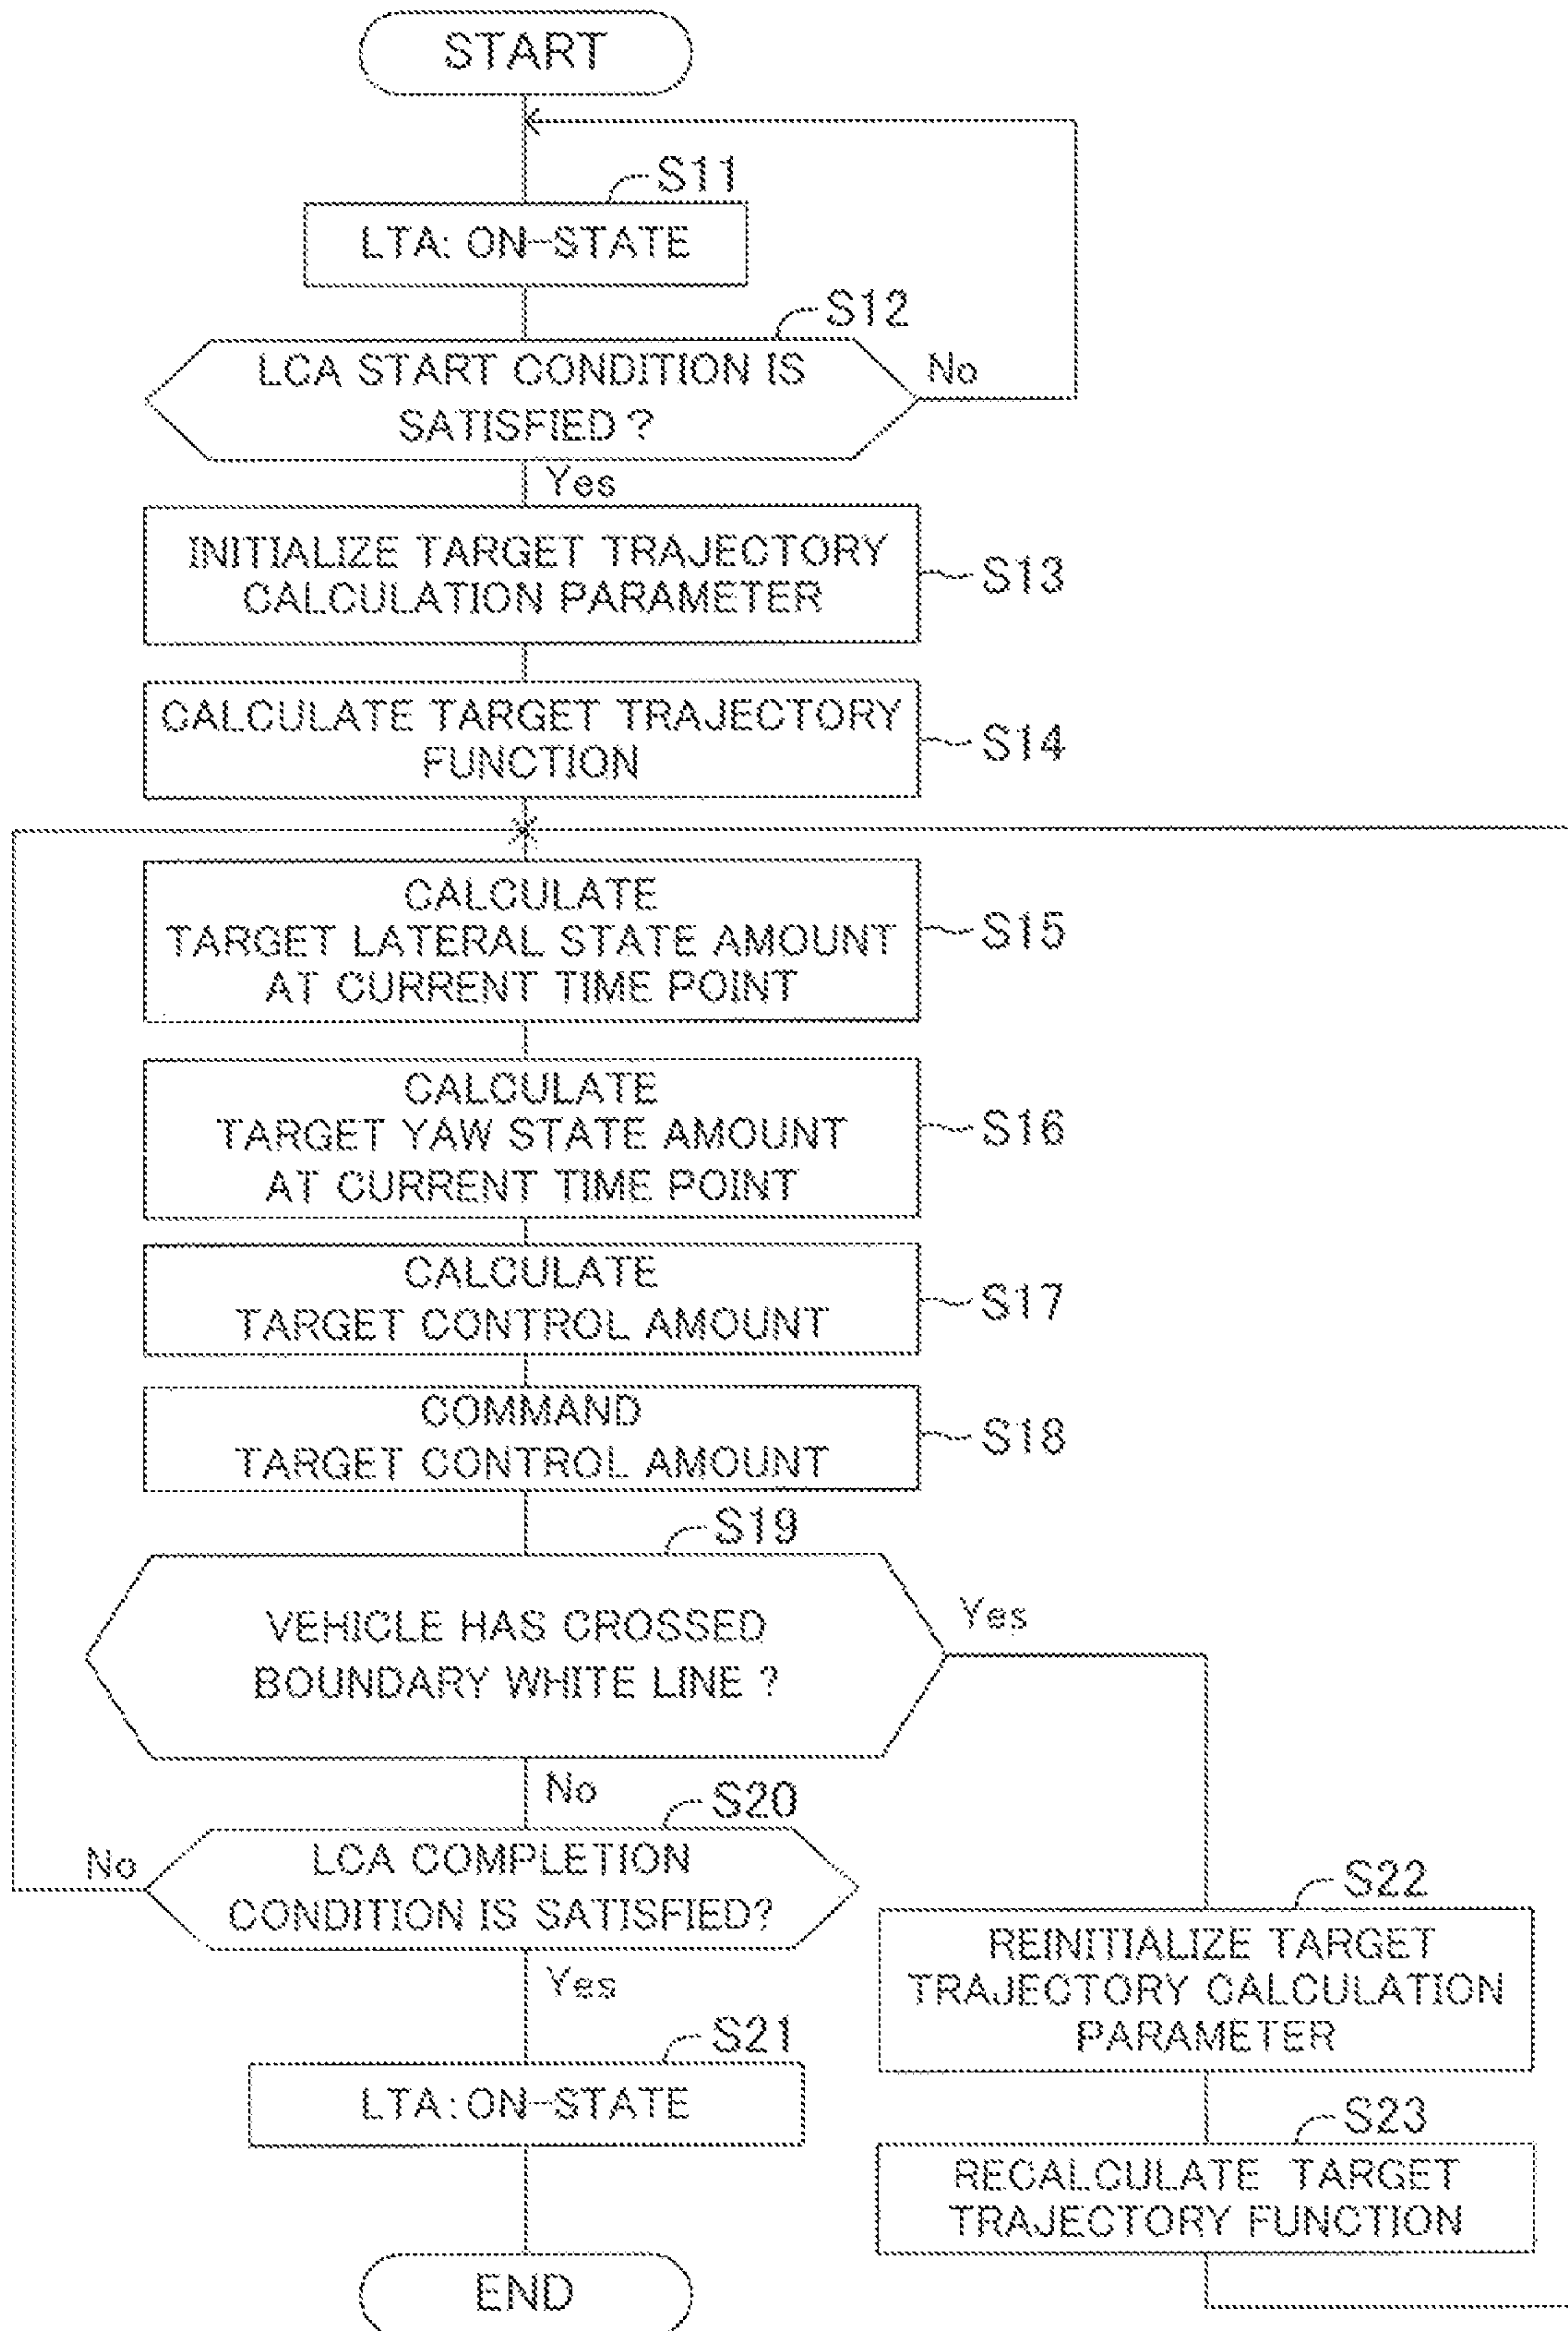 START
S11
LTA: ON-STATE
S12
LCA START CONDITION IS
SATISFIED ?
No
Yes
INITIALIZE TARGET TRAJECTORY
CALCULATION PARAMETER
S13
CALCULATE TARGET TRAJECTORY
FUNCTION
S14
CALCULATE
TARGET LATERAL STATE AMOUNT
AT CURRENT TIME POINT
S15
CALCULATE
TARGET YAW STATE AMOUNT
AT CURRENT TIME POINT
S16
CALCULATE
TARGET CONTROL AMOUNT
S17
COMMAND
TARGET CONTROL AMOUNT
S18
S19
VEHICLE HAS CROSSED
BOUNDARY WHITE LINE ?
Yes
No
S20
LCA COMPLETION
CONDITION IS SATISFIED?
No
Yes
S21
LTA : ON-STATE
END
S22
REINITIALIZE TARGET
TRAJECTORY CALCULATION
PARAMETER
S23
RECALCULATE TARGET
TRAJECTORY FUNCTION